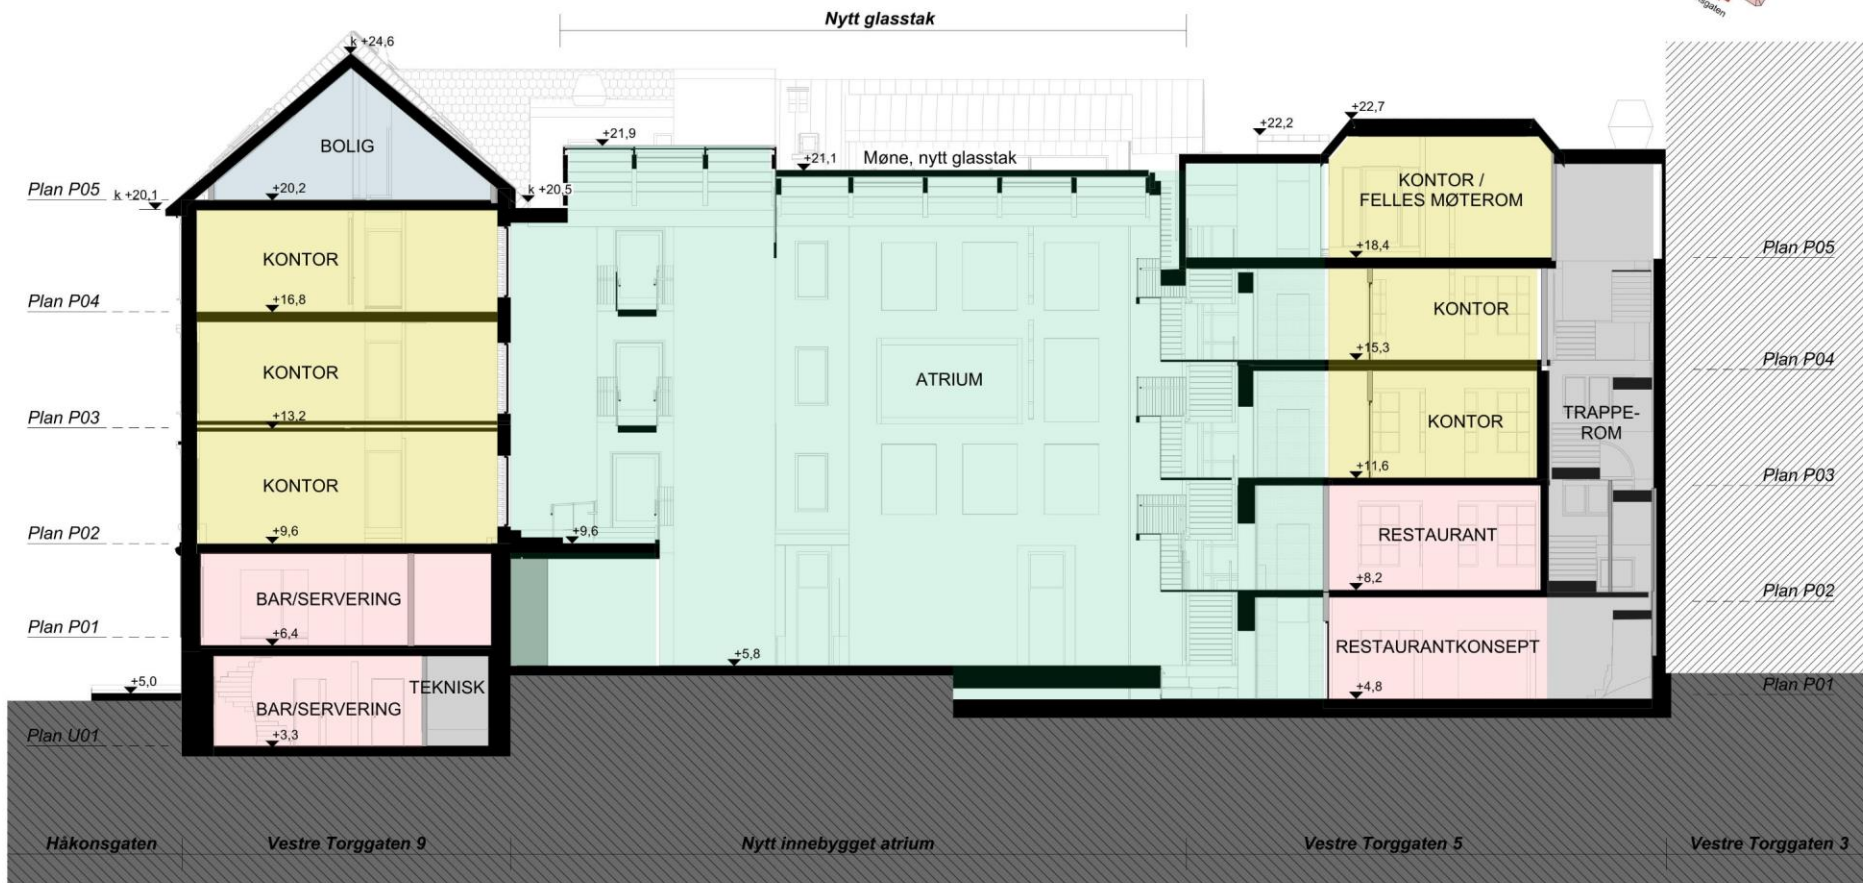 Nytt glasstak
sgaten
k +24,6
+22,7
+22,2
+21,9
BOLIG
+21,1
Møne, nytt glasstak
KONTOR /
FELLES MØTEROM
Plan P05
k +20,1
+20,2
k +20,5
KONTOR
+18,4
Plan P05
Plan P04
+16,8
KONTOR
+15,3
Plan P04
KONTOR
ATRIUM
Plan P03
+13,2
KONTOR
TRAPPE-
ROM
+11,6
Plan P03
KONTOR
Plan P02
+9,6
+9,6
RESTAURANT
+8,2
Plan P02
BAR/SERVERING
Plan P01
+6,4
+5,8
RESTAURANTKONSEPT
+5,0
TEKNISK
+4,8
Plan P01
BAR/SERVERING
Plan U01
+3,3
Håkonsgaten
Vestre Torggaten 9
Nytt innebygget atrium
Vestre Torggaten 5
Vestre Torggaten 3